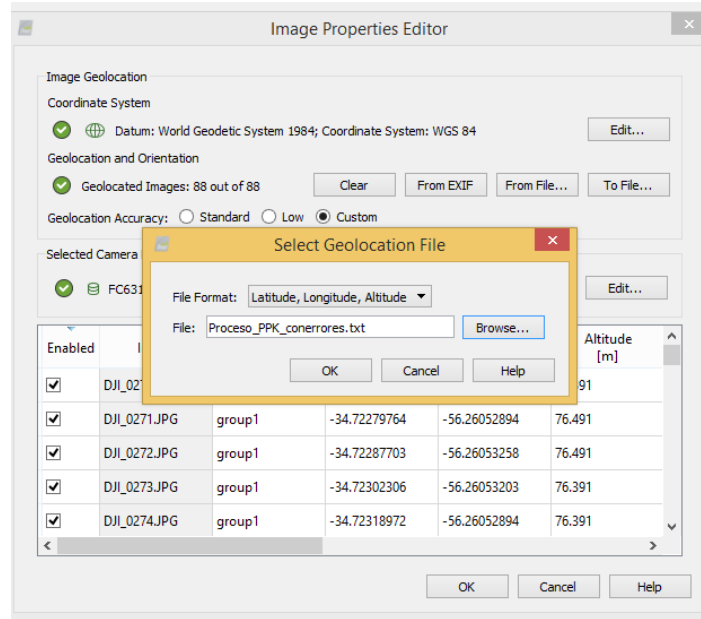 Image Properties Editor
Image Geolocation
Coordinate System
Datum: World Geodetic System 1984; Coordinate System: WGS 84 Edit...
Geolocation and Orientation
Geolocated Images: 88 out of 88 Clear From EXIF From File... To File...
Geolocation Accuracy: Standard Low Custom
Selected Camera
Select Geolocation File
FC631 Edit...
File Format: Latitude, Longitude, Altitude
File: Proceso_PPK_conerrores.txt Browse...
OK Cancel Help
Enabled Altitude
[m]
DJI_027 91
DJI_0271.JPG group1 -34.72279764 -56.26052894 76.491
DJI_0272.JPG group1 -34.72287703 -56.26053258 76.491
DJI_0273.JPG group1 -34.72302306 -56.26053203 76.391
DJI_0274.JPG group1 -34.72318972 -56.26052894 76.391
OK Cancel Help